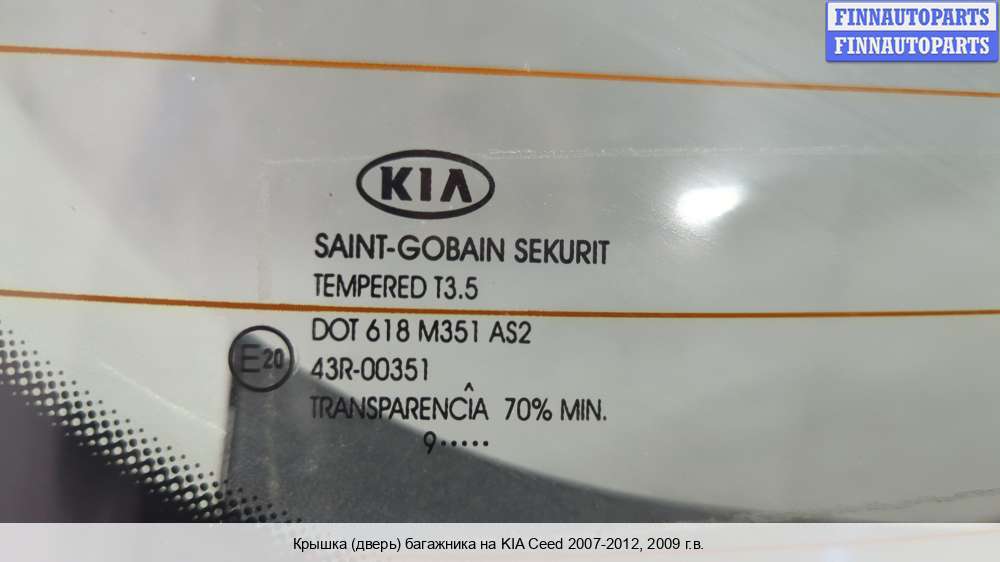 FINNAUTOPARTS
FINNAUTOPARTS
KIA
SAINT-GOBAIN SEKURIT
TEMPERED T3.5
DOT 618 M351 AS2
E20
43R-00351
TRANSPARENCÎA 70% MIN.
9·····
Крышка (дверь) багажника на KIA Ceed 2007-2012, 2009 г.в.